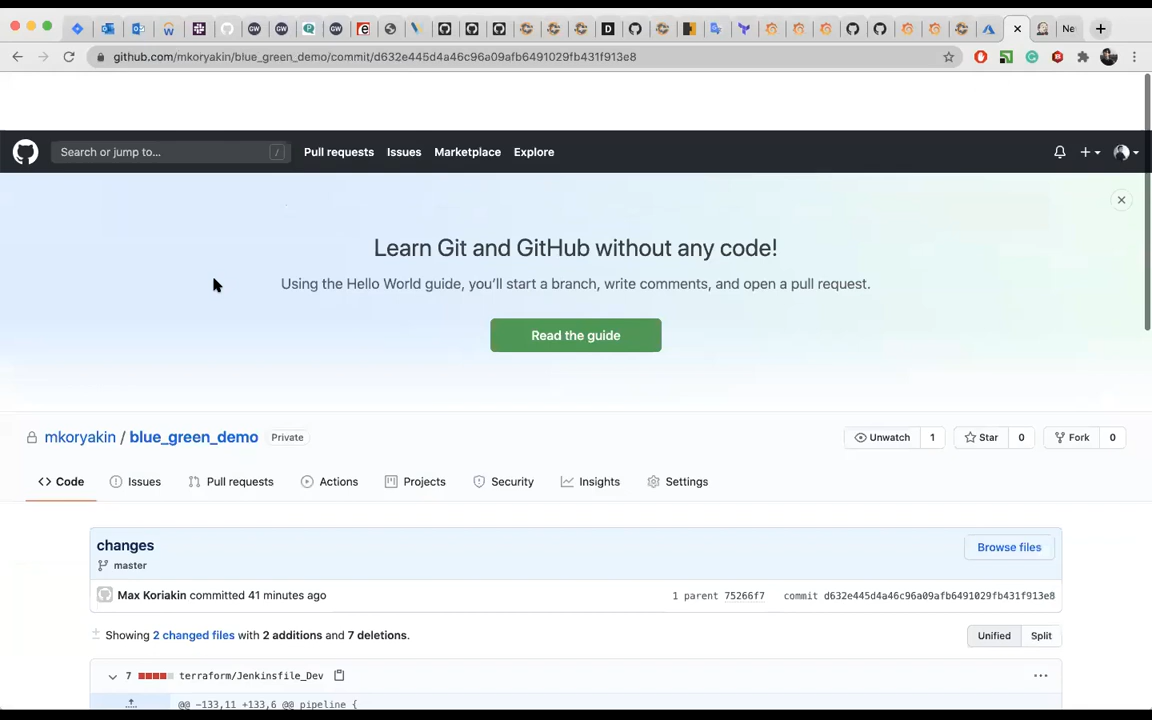 Ne
github.com/mkoryakin/blue_green_demo/commit/d632e445d4a46c96a09afb6491029fb431f913e8
Search or jump to... /
Pull requests Issues Marketplace Explore
Learn Git and GitHub without any code!
Using the Hello World guide, you’ll start a branch, write comments, and open a pull request.
Read the guide
mkoryakin / blue_green_demo Private
Unwatch 1 Star 0 Fork 0
Code Issues Pull requests Actions Projects Security Insights Settings
changes
Browse files
master
Max Koriakin committed 41 minutes ago
1 parent 75266f7 commit d632e445d4a46c96a09afb6491029fb431f913e8
Showing 2 changed files with 2 additions and 7 deletions.
Unified Split
7 terraform/Jenkinsfile_Dev
@@ -133,11 +133,6 @@ pipeline {